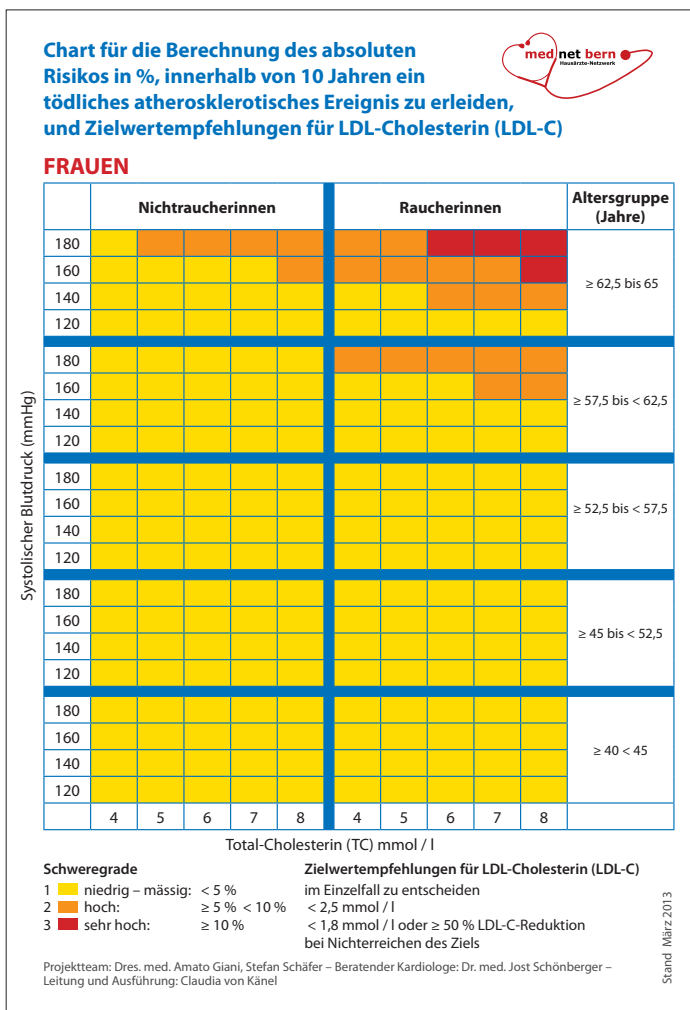 Chart für die Berechnung des absoluten
Risikos in %, innerhalb von 10 Jahren ein
tödliches atherosklerotisches Ereignis zu erleiden,
und Zielwertempfehlungen für LDL-Cholesterin (LDL-C)
med net bern
Hausärzte-Netzwerk
FRAUEN
Nichtraucherinnen Raucherinnen Altersgruppe
(Jahre)
Systolischer Blutdruck (mmHg)
180
160
140
120
≥ 62,5 bis 65
180
160
140
120
≥ 57,5 bis < 62,5
180
160
140
120
≥ 52,5 bis < 57,5
180
160
140
120
≥ 45 bis < 52,5
180
160
140
120
≥ 40 < 45
4 5 6 7 8 4 5 6 7 8
Total-Cholesterin (TC) mmol / l
Schweregrade Zielwertempfehlungen für LDL-Cholesterin (LDL-C)
1 niedrig – mässig: < 5 % im Einzelfall zu entscheiden
2 hoch: ≥ 5 % < 10 % < 2,5 mmol / l
3 sehr hoch: ≥ 10 % < 1,8 mmol / l oder ≥ 50 % LDL-C-Reduktion
bei Nichterreichen des Ziels
Projektteam: Dres. med. Amato Giani, Stefan Schäfer – Beratender Kardiologe: Dr. med. Jost Schönberger –
Leitung und Ausführung: Claudia von Känel
Stand März 2013